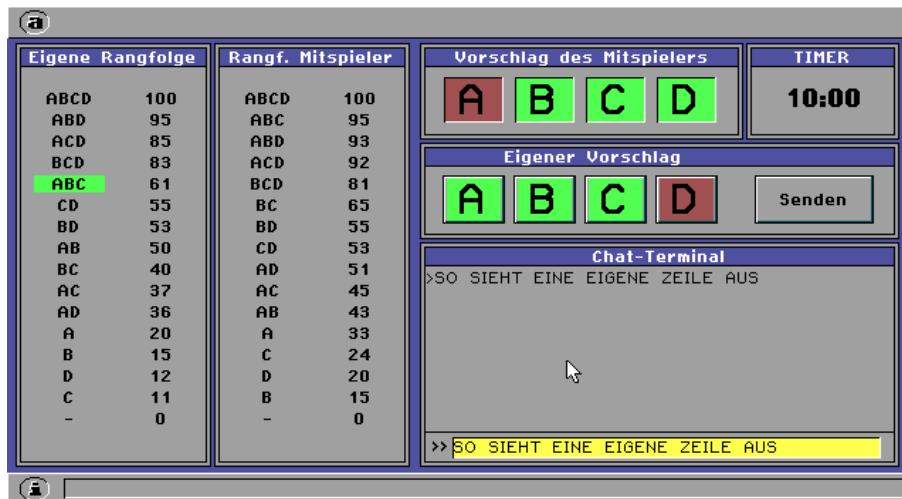 a
Eigene Rangfolge
ABCD 100
ABD 95
ACD 85
BCD 83
ABC 61
CD 55
BD 53
AB 50
BC 40
AC 37
AD 36
A 20
B 15
D 12
C 11
- 0
Rangf. Mitspieler
ABCD 100
ABC 95
ABD 93
ACD 92
BCD 81
BC 65
BD 55
CD 53
AD 51
AC 45
AB 43
A 33
C 24
D 20
B 15
- 0
Vorschlag des Mitspielers
A B C D
TIMER
10:00
Eigener Vorschlag
A B C D
Senden
Chat-Terminal
>SO SIEHT EINE EIGENE ZEILE AUS
>> SO SIEHT EINE EIGENE ZEILE AUS
i